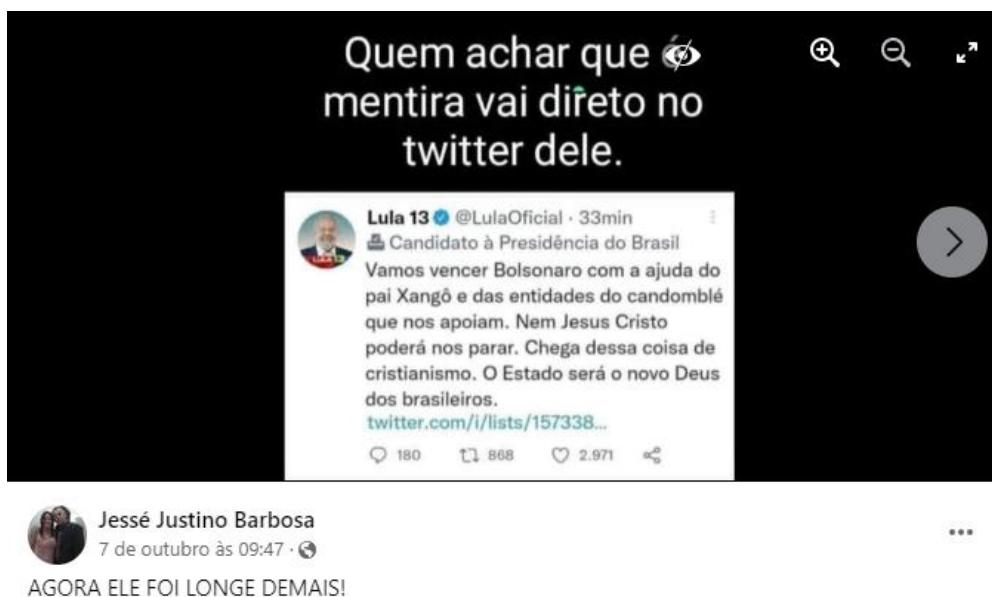 Quem achar que é
mentira vai direto no
twitter dele.
Lula 13 @LulaOficial · 33min
Candidato à Presidência do Brasil
Vamos vencer Bolsonaro com a ajuda do
pai Xangô e das entidades do candomblé
que nos apoiam. Nem Jesus Cristo
poderá nos parar. Chega dessa coisa de
cristianismo. O Estado será o novo Deus
dos brasileiros.
twitter.com/i/lists/157338...
180 868 2.971
Jessé Justino Barbosa
7 de outubro às 09:47 ·
AGORA ELE FOI LONGE DEMAIS!